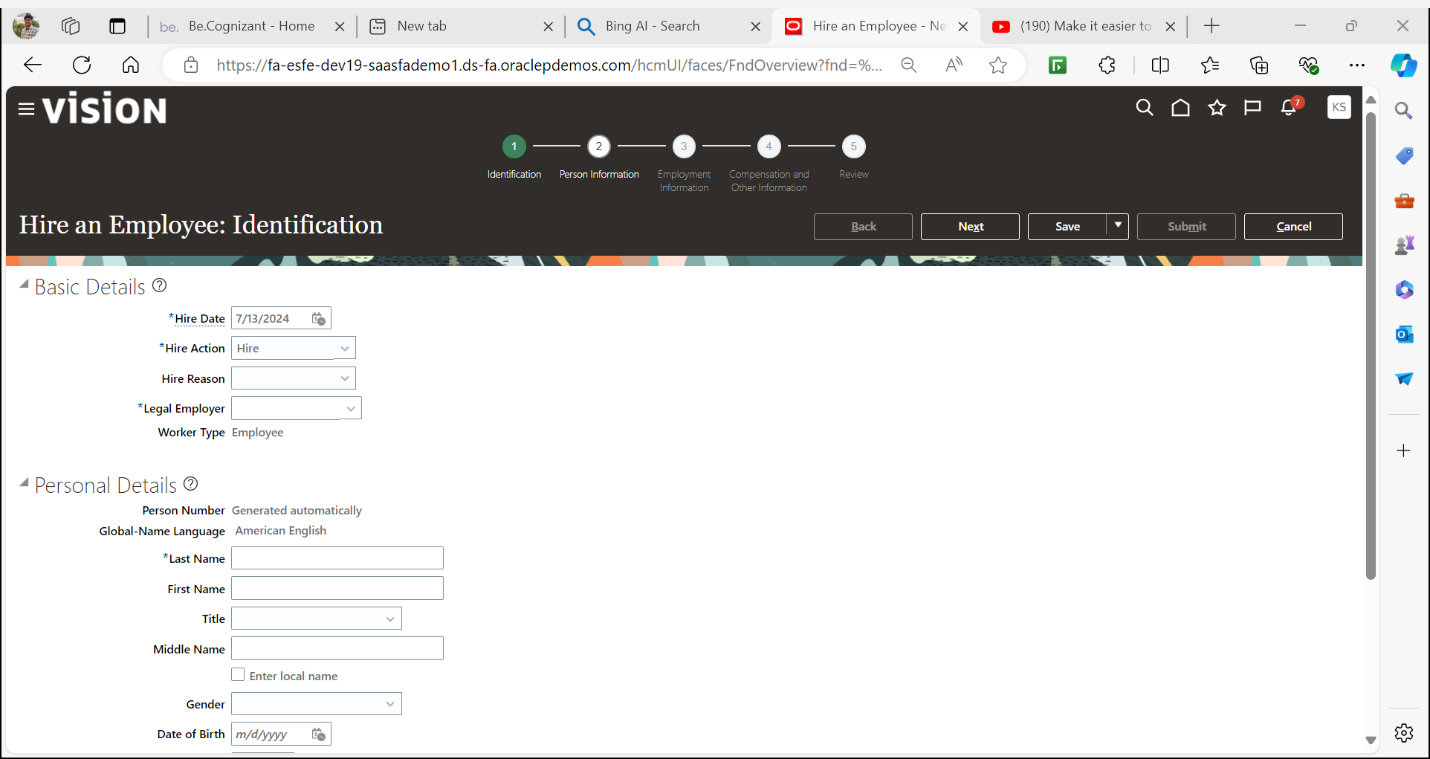 be. Be.Cognizant - Home
New tab
Bing AI - Search
Hire an Employee - Ne
(190) Make it easier to
https://fa-esfe-dev19-saasfademo1.ds-fa.oraclepdemos.com/hcmUI/faces/FndOverview?fnd=%...
VISION
7
KS
1
2
3
4
5
Identification
Person Information
Employment
Information
Compensation and
Other Information
Review
Hire an Employee: Identification
Back
Next
Save
Submit
Cancel
Basic Details
*Hire Date 7/13/2024
*Hire Action Hire
Hire Reason
*Legal Employer
Worker Type Employee
Personal Details
Person Number Generated automatically
Global-Name Language American English
*Last Name
First Name
Title
Middle Name
Enter local name
Gender
Date of Birth m/d/yyyy